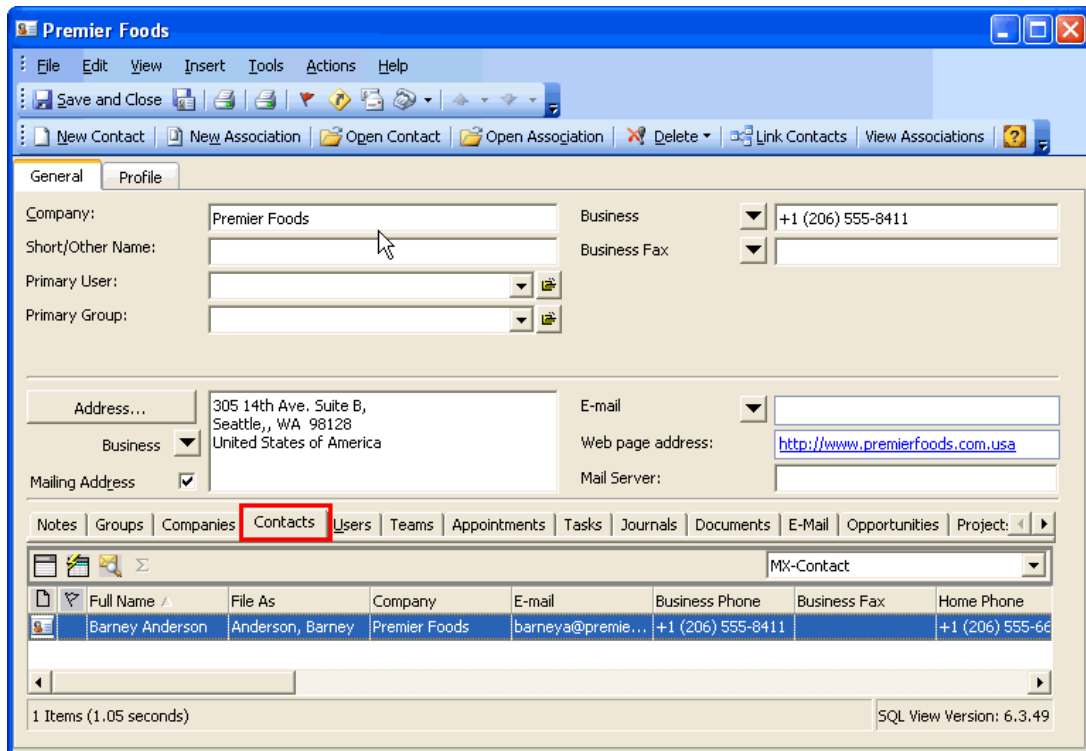 Premier Foods
File Edit View Insert Tools Actions Help
Save and Close
New Contact New Association Open Contact Open Association Delete Link Contacts View Associations
General Profile
Company: Premier Foods Business +1 (206) 555-8411
Short/Other Name: Business Fax
Primary User:
Primary Group:
Address... 305 14th Ave. Suite B, E-mail
Seattle,, WA 98128
Business United States of America Web page address: http://www.premierfoods.com.usa
Mailing Address Mail Server:
Notes Groups Companies Contacts Users Teams Appointments Tasks Journals Documents E-Mail Opportunities Project:
Σ MX-Contact
Full Name File As Company E-mail Business Phone Business Fax Home Phone
Barney Anderson Anderson, Barney Premier Foods barneya@premie... +1 (206) 555-8411 +1 (206) 555-66
1 Items (1.05 seconds) SQL View Version: 6.3.49